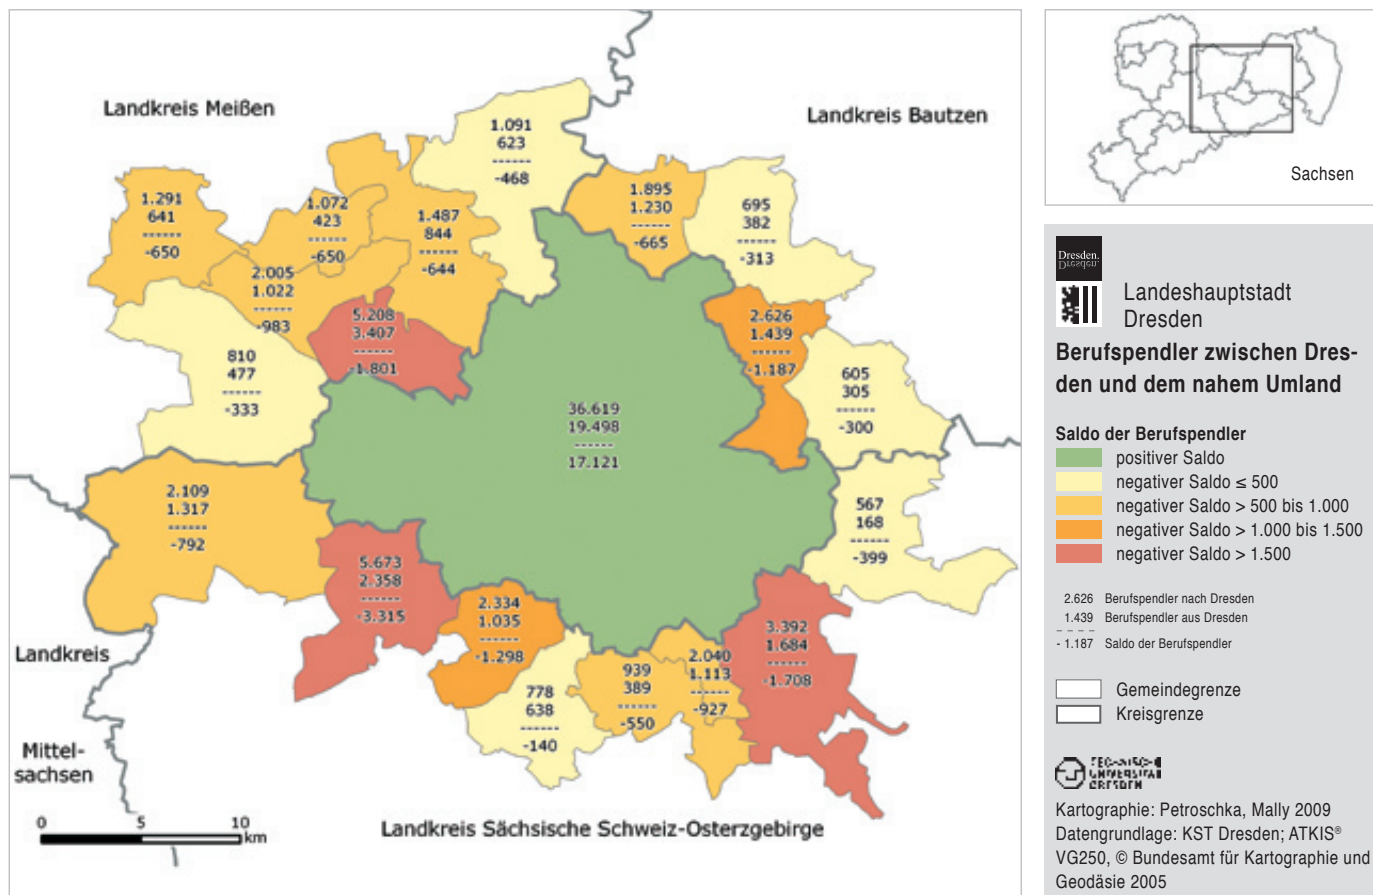 Landkreis Meißen
Landkreis Bautzen
1.091
623
------
-468
1.895
1.230
------
-665
695
382
------
-313
1.291
641
------
-650
1.072
423
------
-650
1.487
844
------
-644
2.005
1.022
------
-983
5.208
3.407
------
-1.801
2.626
1.439
------
-1.187
810
477
------
-333
605
305
------
-300
36.619
19.498
------
17.121
2.109
1.317
------
-792
567
168
------
-399
5.673
2.358
------
-3.315
2.334
1.035
------
-1.298
778
638
------
-140
939
389
------
-550
2.040
1.113
------
-927
3.392
1.684
------
-1.708
Landkreis
Mittel-
sachsen
Landkreis Sächsische Schweiz-Osterzgebirge
0 5 10
km
Sachsen
Dresden.
Dresden.
Landeshauptstadt
Dresden
Berufspendler zwischen Dres-
den und dem nahem Umland
Saldo der Berufspendler
positiver Saldo
negativer Saldo ≤ 500
negativer Saldo > 500 bis 1.000
negativer Saldo > 1.000 bis 1.500
negativer Saldo > 1.500
2.626 Berufspendler nach Dresden
1.439 Berufspendler aus Dresden
- - - - -
- 1.187 Saldo der Berufspendler
Gemeindegrenze
Kreisgrenze
TECHNISCHE
UNIVERSITÄT
DRESDEN
Kartographie: Petroschka, Mally 2009
Datengrundlage: KST Dresden; ATKIS®
VG250, © Bundesamt für Kartographie und
Geodäsie 2005